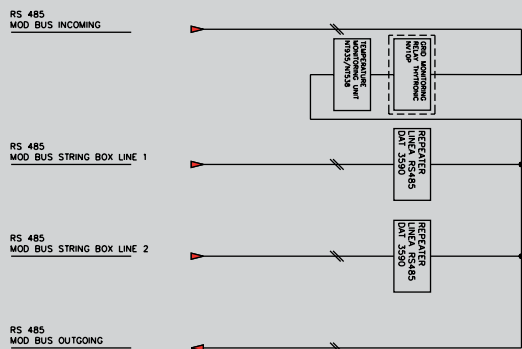 RS 485
MOD BUS INCOMING
TEMPERATURE
MONITORING UNIT
NT935/NT538
GRID MONITORING
RELAY THYTRONIC
NV10P
RS 485
MOD BUS STRING BOX LINE 1
REPEATER
LINEA RS485
DAT 3590
RS 485
MOD BUS STRING BOX LINE 2
REPEATER
LINEA RS485
DAT 3590
RS 485
MOD BUS OUTGOING